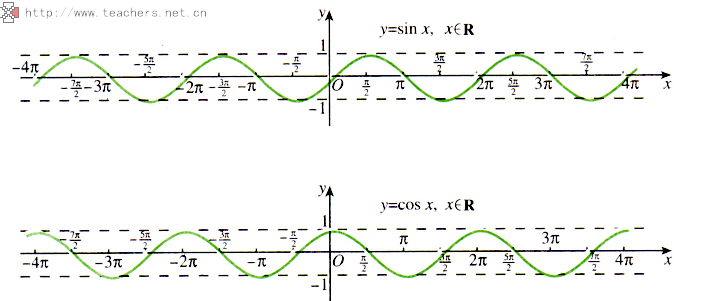 http://www.teachers.net.cn
y
y=sin x, x∈R
1
-4π -5π/2 -π/2 3π/2 7π/2
-7π/2 -3π -2π -3π/2 -π O π/2 π 2π 5π/2 3π 4π x
-1
y
y=cos x, x∈R
1
-7π/2 -5π/2 -3π/2 -π/2 π 3π
-4π -3π -2π -π O π/2 3π/2 2π 5π/2 7π/2 4π x
-1